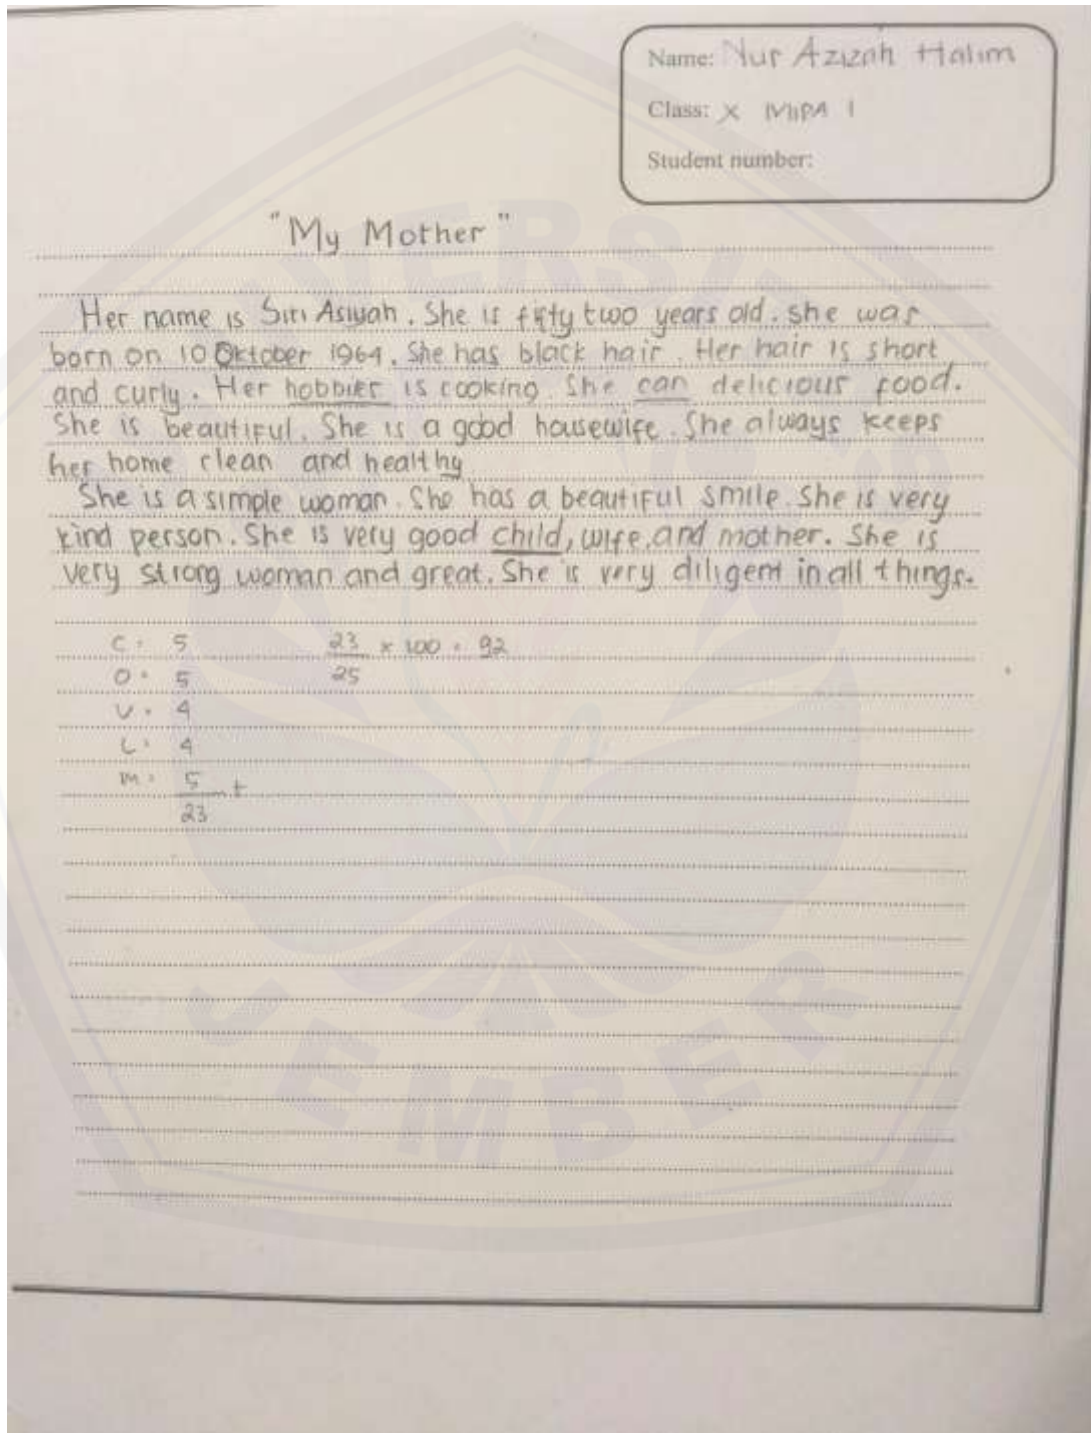 Name: Nur Azizah Halim
Class: X MIPA 1
Student number:
"My Mother"
Her name is Siti Asiyah. She is fifty two years old. She was
born on 10 Oktober 1964. She has black hair. Her hair is short
and curly. Her hobbies is cooking. She can delicious food.
She is beautiful. She is a good housewife. She always keeps
her home clean and healthy
She is a simple woman. She has a beautiful smile. She is very
kind person. She is very good child, wife, and mother. She is
very strong woman and great. She is very diligent in all things.
C = 5
23/25 × 100 = 92
O = 5
V = 4
L = 4
M = 5 +
23
UNIVERSITAS
JEMBER